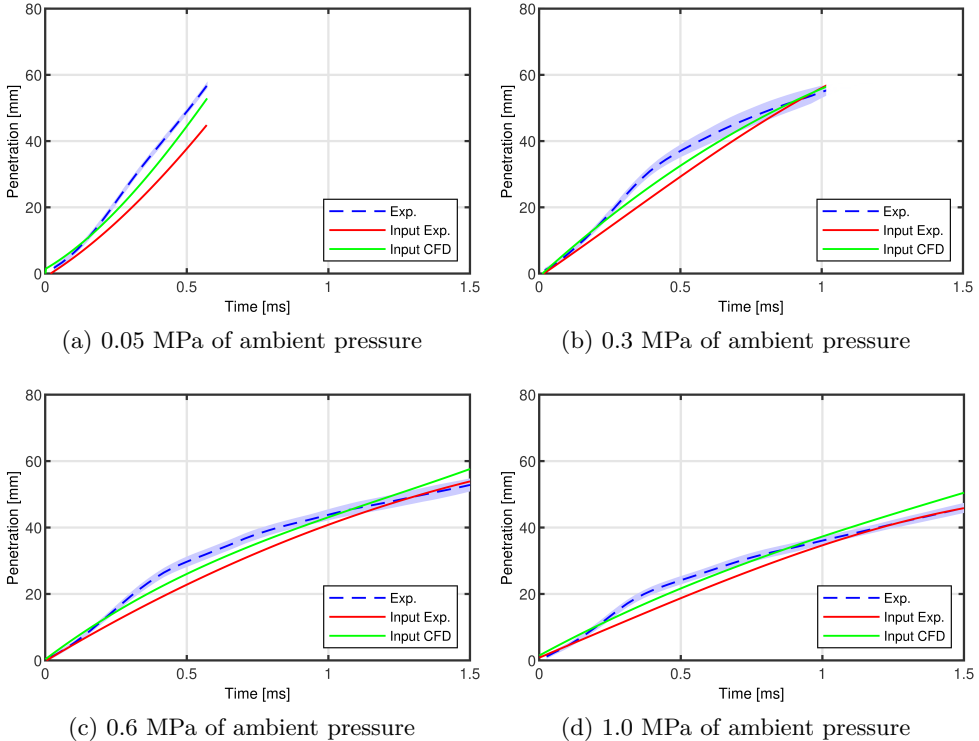 80
60
40
20
0
Penetration [mm]
0
0.5
1
1.5
Time [ms]
Exp.
Input Exp.
Input CFD
(a) 0.05 MPa of ambient pressure
80
60
40
20
0
Penetration [mm]
0
0.5
1
1.5
Time [ms]
Exp.
Input Exp.
Input CFD
(b) 0.3 MPa of ambient pressure
80
60
40
20
0
Penetration [mm]
0
0.5
1
1.5
Time [ms]
Exp.
Input Exp.
Input CFD
(c) 0.6 MPa of ambient pressure
80
60
40
20
0
Penetration [mm]
0
0.5
1
1.5
Time [ms]
Exp.
Input Exp.
Input CFD
(d) 1.0 MPa of ambient pressure